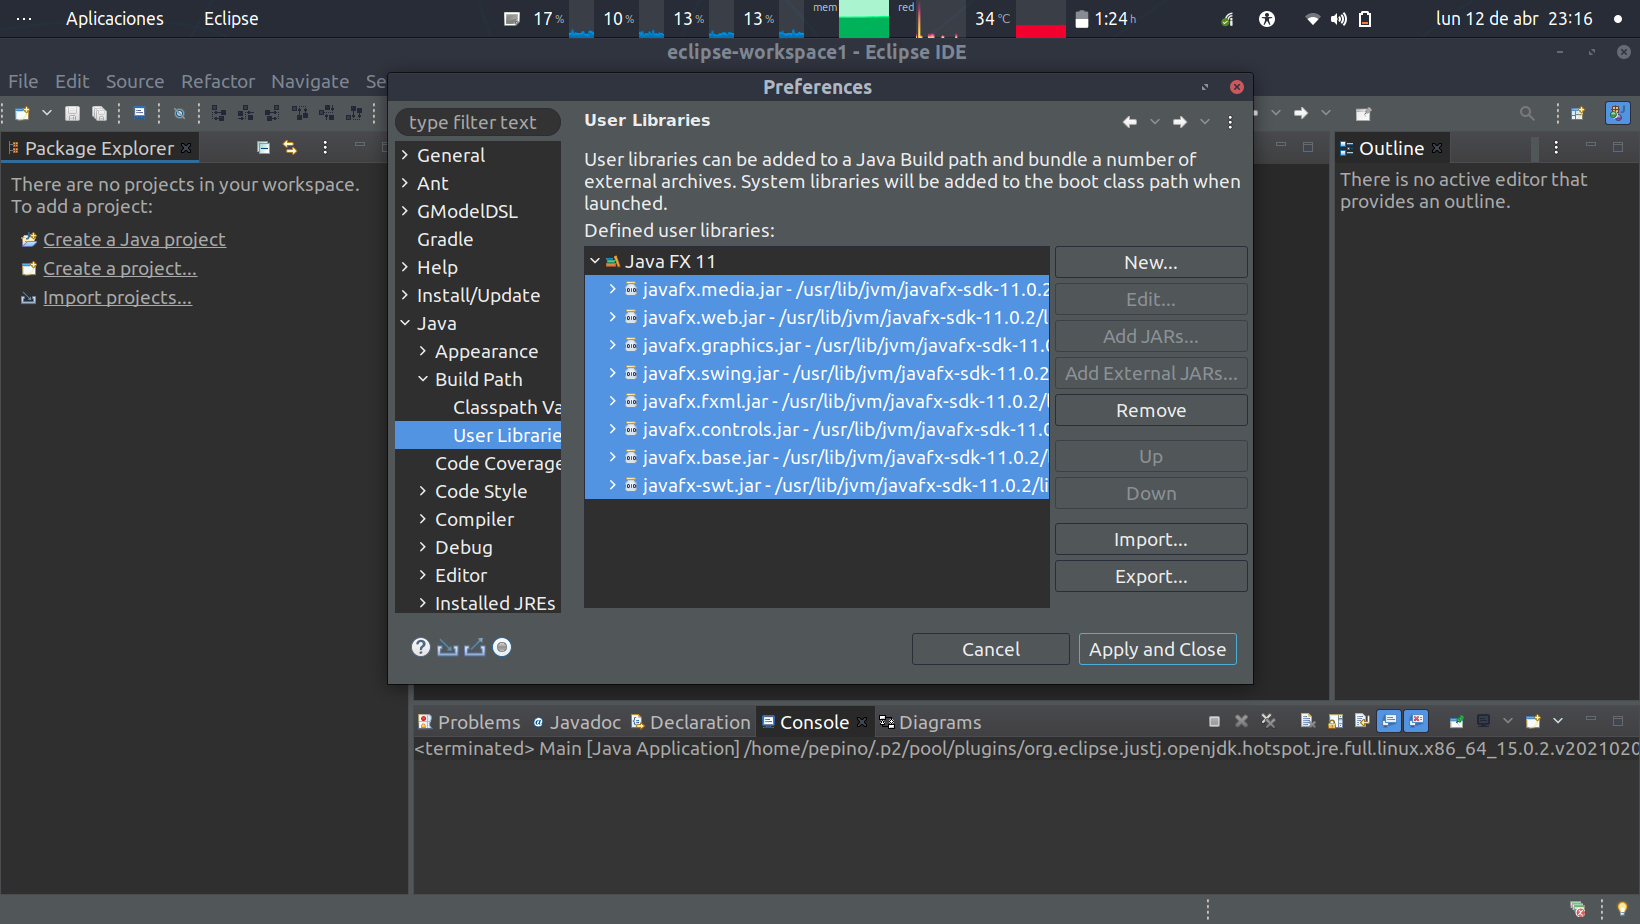 Aplicaciones Eclipse 17 % 10 % 13 % 13 % mem red 34 °C 1:24 h lun 12 de abr 23:16
eclipse-workspace1 - Eclipse IDE
File Edit Source Refactor Navigate Se
Preferences
type filter text
User Libraries
Package Explorer
Outline
There are no projects in your workspace.
To add a project:
Create a Java project
Create a project...
Import projects...
General
Ant
GModelDSL
Gradle
Help
Install/Update
Java
Appearance
Build Path
Classpath Va
User Librarie
Code Coverage
Code Style
Compiler
Debug
Editor
Installed JREs
User libraries can be added to a Java Build path and bundle a number of
external archives. System libraries will be added to the boot class path when
launched.
Defined user libraries:
Java FX 11
javafx.media.jar - /usr/lib/jvm/javafx-sdk-11.0.2
javafx.web.jar - /usr/lib/jvm/javafx-sdk-11.0.2/l
javafx.graphics.jar - /usr/lib/jvm/javafx-sdk-11.0
javafx.swing.jar - /usr/lib/jvm/javafx-sdk-11.0.2
javafx.fxml.jar - /usr/lib/jvm/javafx-sdk-11.0.2/l
javafx.controls.jar - /usr/lib/jvm/javafx-sdk-11.0
javafx.base.jar - /usr/lib/jvm/javafx-sdk-11.0.2/
javafx-swt.jar - /usr/lib/jvm/javafx-sdk-11.0.2/li
New...
Edit...
Add JARs...
Add External JARs...
Remove
Up
Down
Import...
Export...
Cancel Apply and Close
There is no active editor that
provides an outline.
Problems Javadoc Declaration Console Diagrams
<terminated> Main [Java Application] /home/pepino/.p2/pool/plugins/org.eclipse.justj.openjdk.hotspot.jre.full.linux.x86_64_15.0.2.v2021020